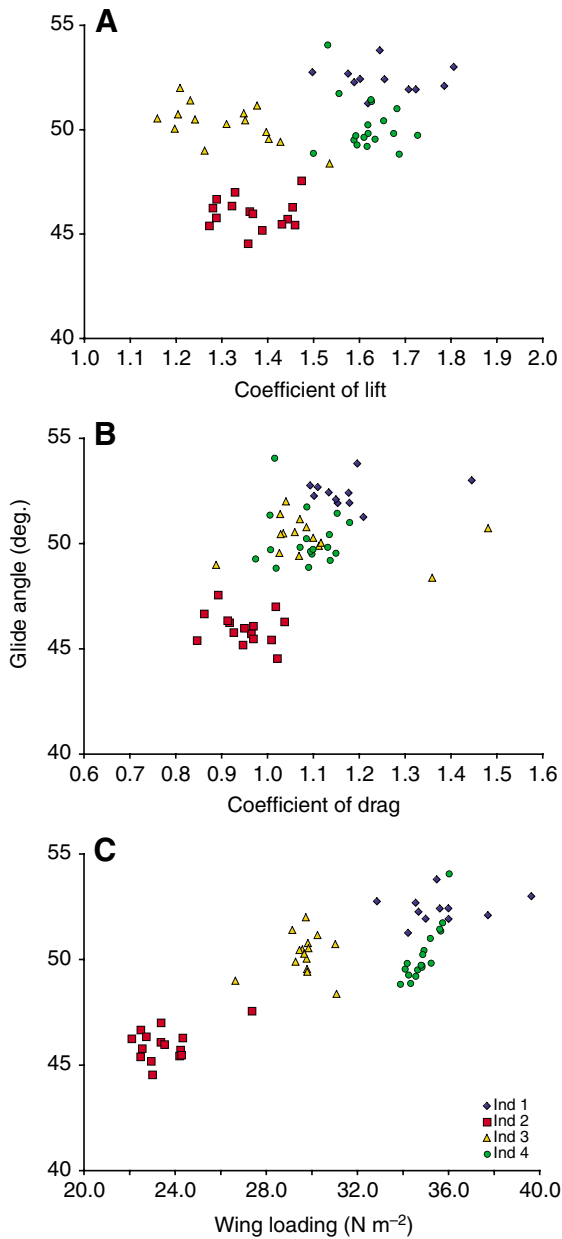 A
55
50
45
40
1.0 1.1 1.2 1.3 1.4 1.5 1.6 1.7 1.8 1.9 2.0
Coefficient of lift
B
55
50
45
40
0.6 0.7 0.8 0.9 1.0 1.1 1.2 1.3 1.4 1.5 1.6
Coefficient of drag
Glide angle (deg.)
C
55
50
45
40
20.0 24.0 28.0 32.0 36.0 40.0
Wing loading (N m⁻²)
Ind 1
Ind 2
Ind 3
Ind 4